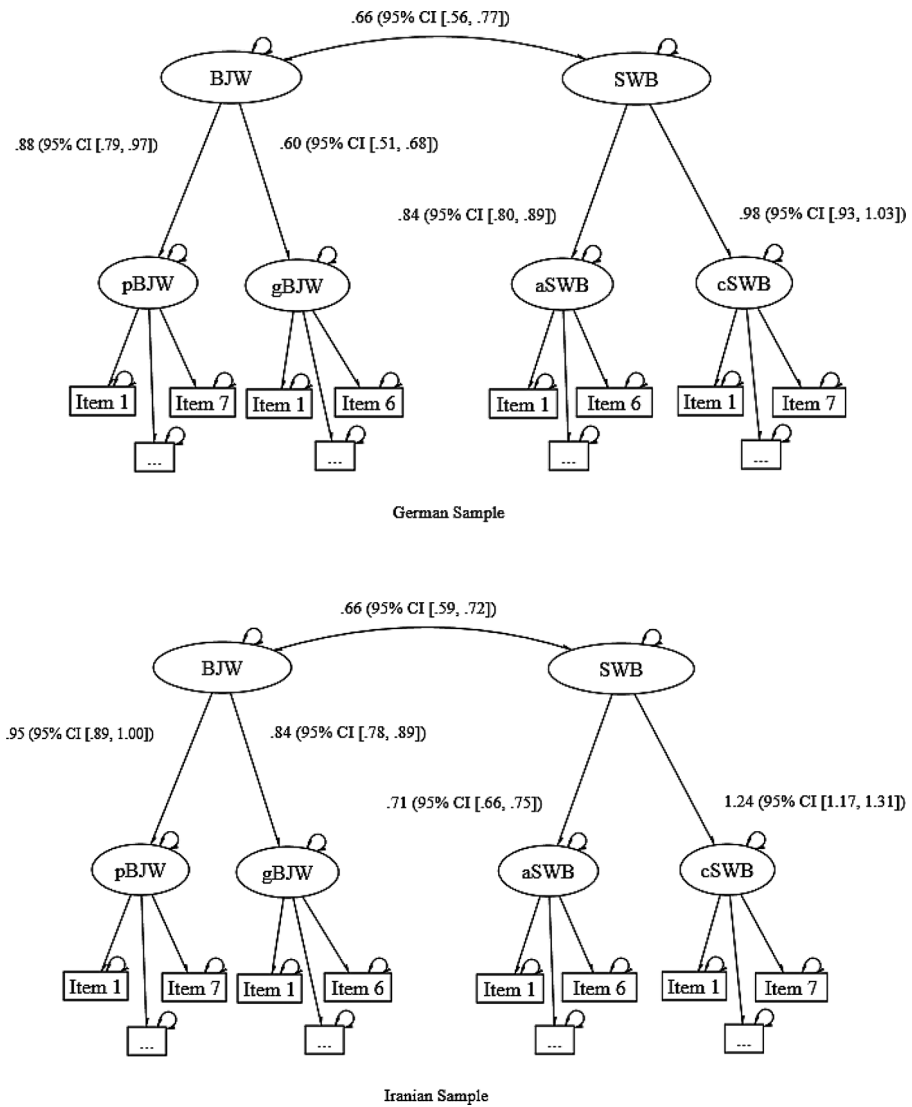 .66 (95% CI [.56, .77])
BJW
SWB
.88 (95% CI [.79, .97])
.60 (95% CI [.51, .68])
.84 (95% CI [.80, .89])
.98 (95% CI [.93, 1.03])
pBJW
gBJW
aSWB
cSWB
Item 1
Item 7
Item 1
Item 6
Item 1
Item 6
Item 1
Item 7
...
...
...
...
German Sample
.66 (95% CI [.59, .72])
BJW
SWB
.95 (95% CI [.89, 1.00])
.84 (95% CI [.78, .89])
.71 (95% CI [.66, .75])
1.24 (95% CI [1.17, 1.31])
pBJW
gBJW
aSWB
cSWB
Item 1
Item 7
Item 1
Item 6
Item 1
Item 6
Item 1
Item 7
...
...
...
...
Iranian Sample